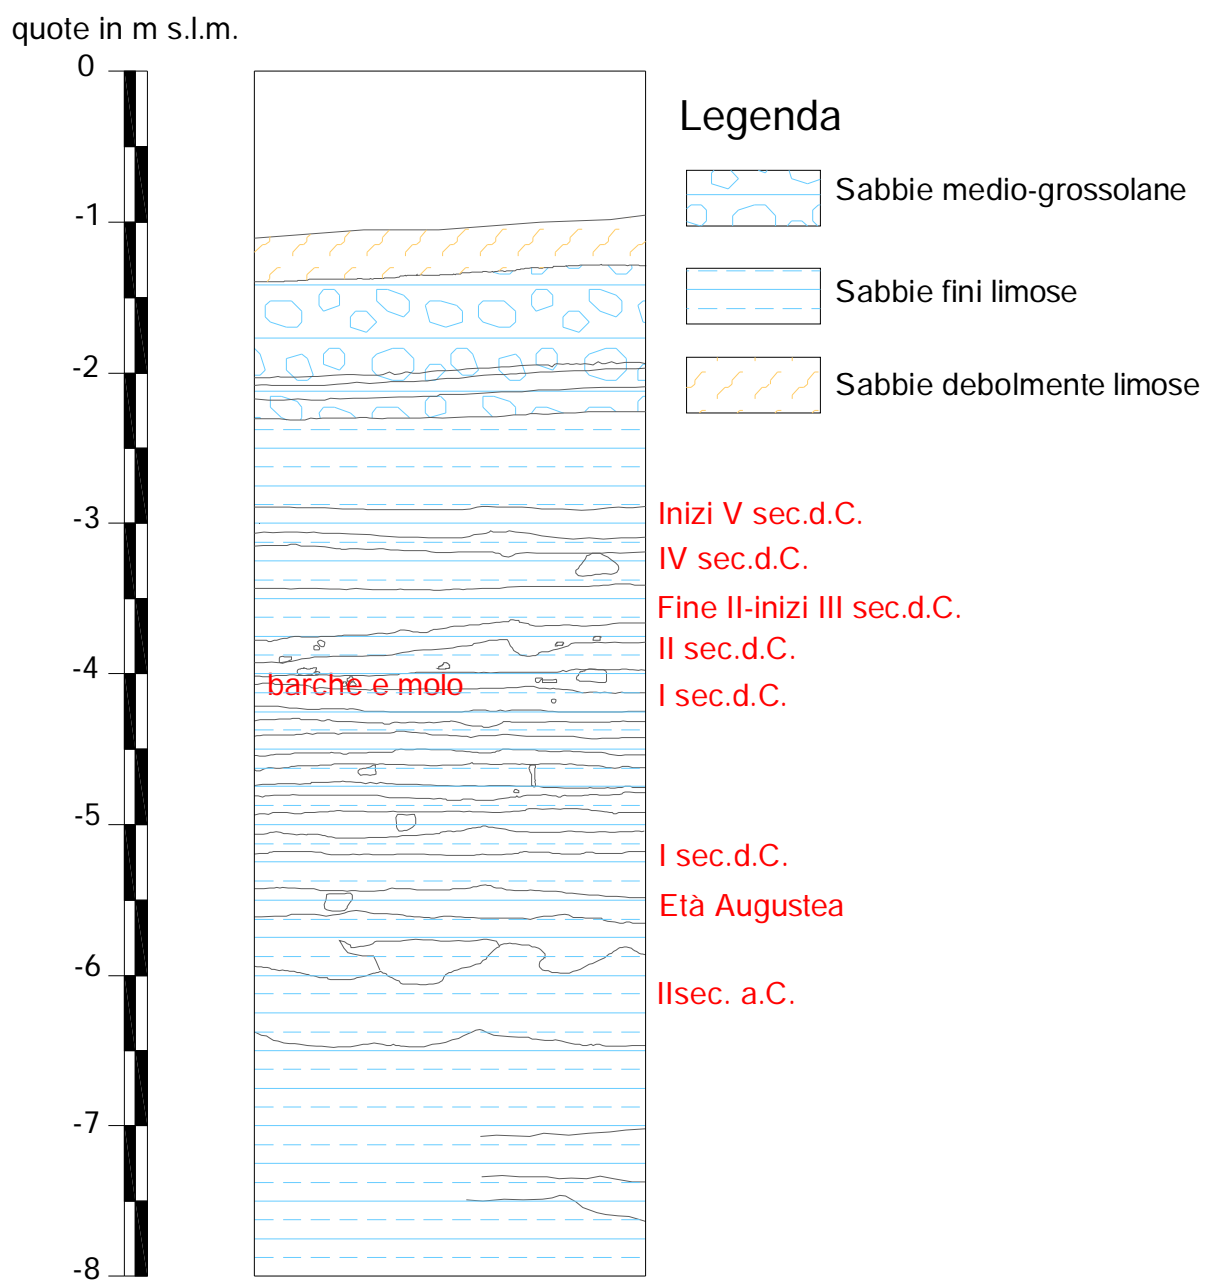 quote in m s.l.m.
0
Legenda
Sabbie medio-grossolane
-1
Sabbie fini limose
-2
Sabbie debolmente limose
-3
Inizi V sec.d.C.
IV sec.d.C.
Fine II-inizi III sec.d.C.
II sec.d.C.
-4
barche e molo
I sec.d.C.
-5
I sec.d.C.
Età Augustea
-6
IIsec. a.C.
-7
-8